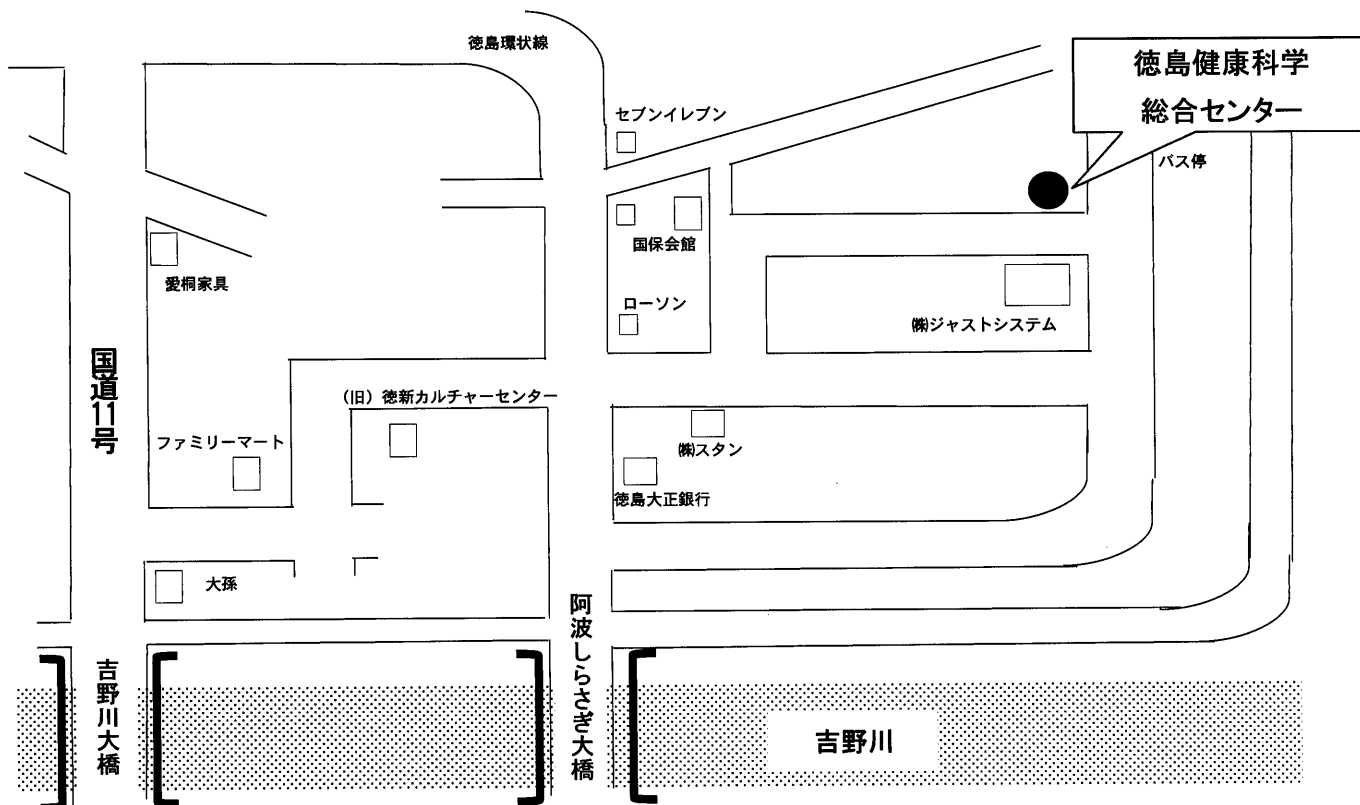 徳島環状線
徳島健康科学
総合センター
セブンイレブン
バス停
国保会館
愛桐家具
ローソン
㈱ジャストシステム
国道11号
(旧)徳新カルチャーセンター
ファミリーマート
㈱スタン
徳島大正銀行
大孫
阿波しらさぎ大橋
吉野川大橋
吉野川